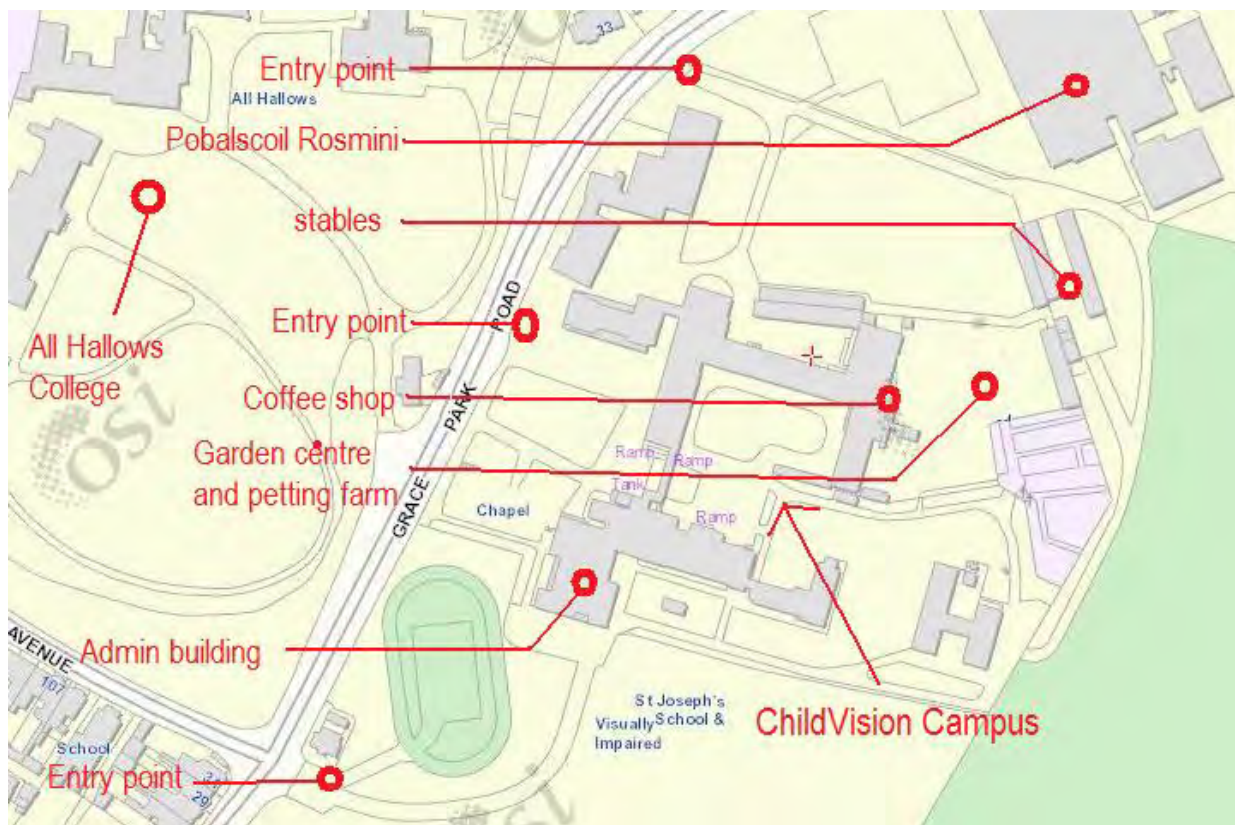 33
Entry point
All Hallows
Pobalscoil Rosmini
osi
stables
ROAD
Entry point
All Hallows
College
PARK
Coffee shop
osi
Garden centre
and petting farm
Ramp
Ramp
Tank
GRACE
Chapel
Ramp
Admin building
AVENUE
107
St Joseph's
Visually School &
Impaired
ChildVision Campus
School
Entry point
29
osi